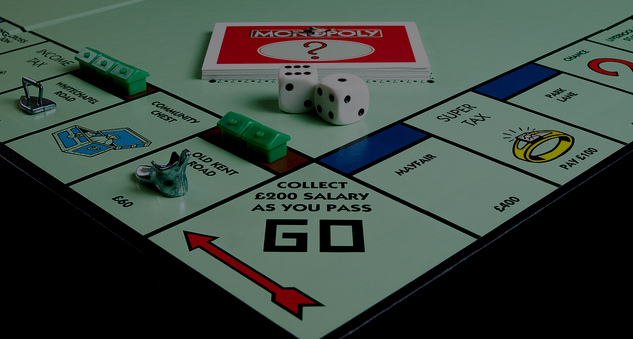 MONOPOLY
?
INCOME
TAX
WHITECHAPEL
ROAD
COMMUNITY
CHEST
OLD KENT
ROAD
£60
COLLECT
£200 SALARY
AS YOU PASS
GO
MAYFAIR
£400
SUPER
TAX
PAY £100
PARK
LANE
CHANCE